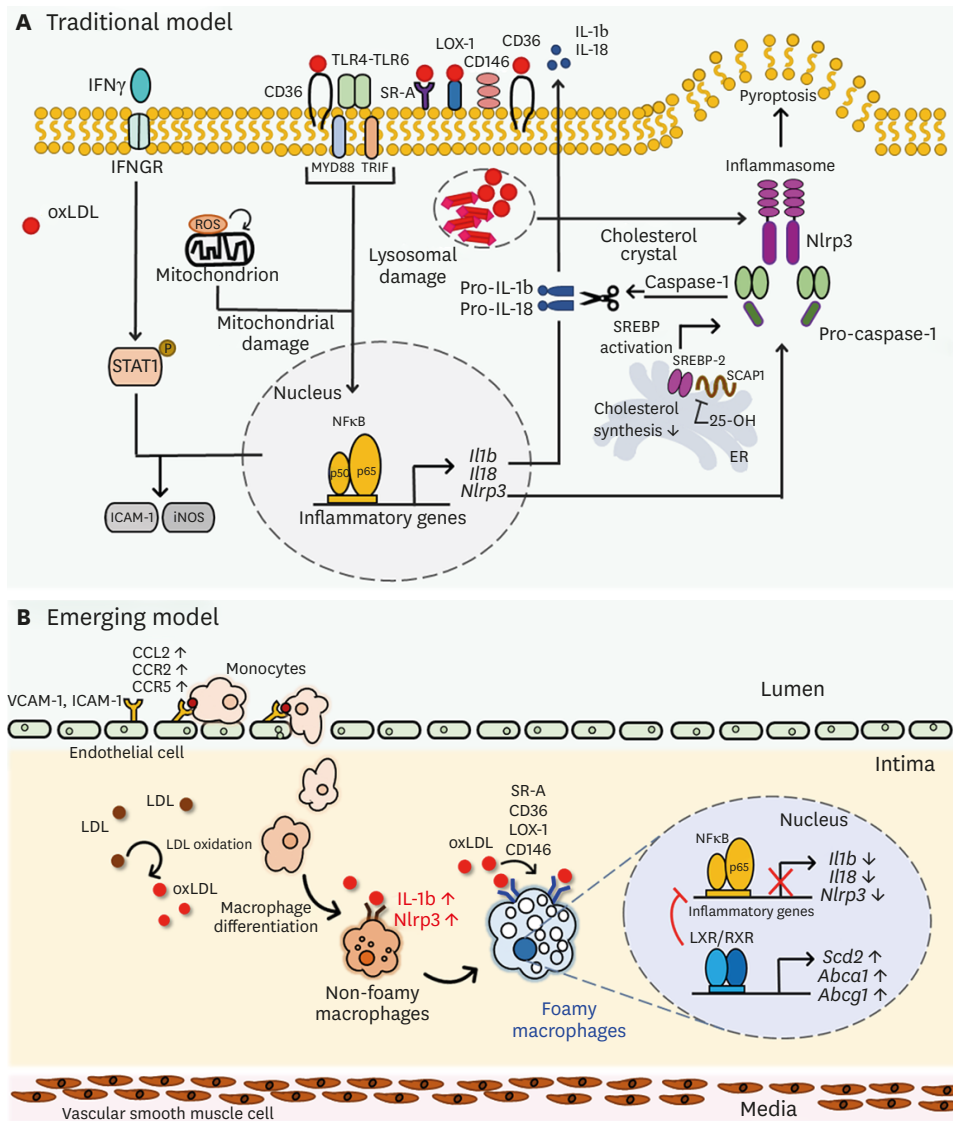 A Traditional model
IFNγ
IFNGR
CD36
TLR4-TLR6
SR-A
LOX-1
CD146
CD36
IL-1b
IL-18
MYD88 TRIF
Pyroptosis
Inflammasome
Nlrp3
oxLDL
ROS
Mitochondrion
Mitochondrial
damage
Lysosomal
damage
Cholesterol
crystal
Pro-IL-1b
Pro-IL-18
Caspase-1
Pro-caspase-1
SREBP
activation
SREBP-2
SCAP1
Cholesterol
synthesis ↓
25-OH
ER
STAT1
P
Nucleus
NFκB
p50
p65
Il1b
Il18
Nlrp3
Inflammatory genes
ICAM-1
iNOS
B Emerging model
CCL2 ↑
CCR2 ↑
CCR5 ↑
Monocytes
VCAM-1, ICAM-1
Lumen
Endothelial cell
Intima
LDL
LDL
LDL oxidation
oxLDL
Macrophage
differentiation
IL-1b ↑
Nlrp3 ↑
Non-foamy
macrophages
SR-A
CD36
LOX-1
CD146
oxLDL
Foamy
macrophages
Nucleus
NFκB
p65
Il1b ↓
Il18 ↓
Nlrp3 ↓
Inflammatory genes
LXR/RXR
Scd2 ↑
Abca1 ↑
Abcg1 ↑
Vascular smooth muscle cell
Media